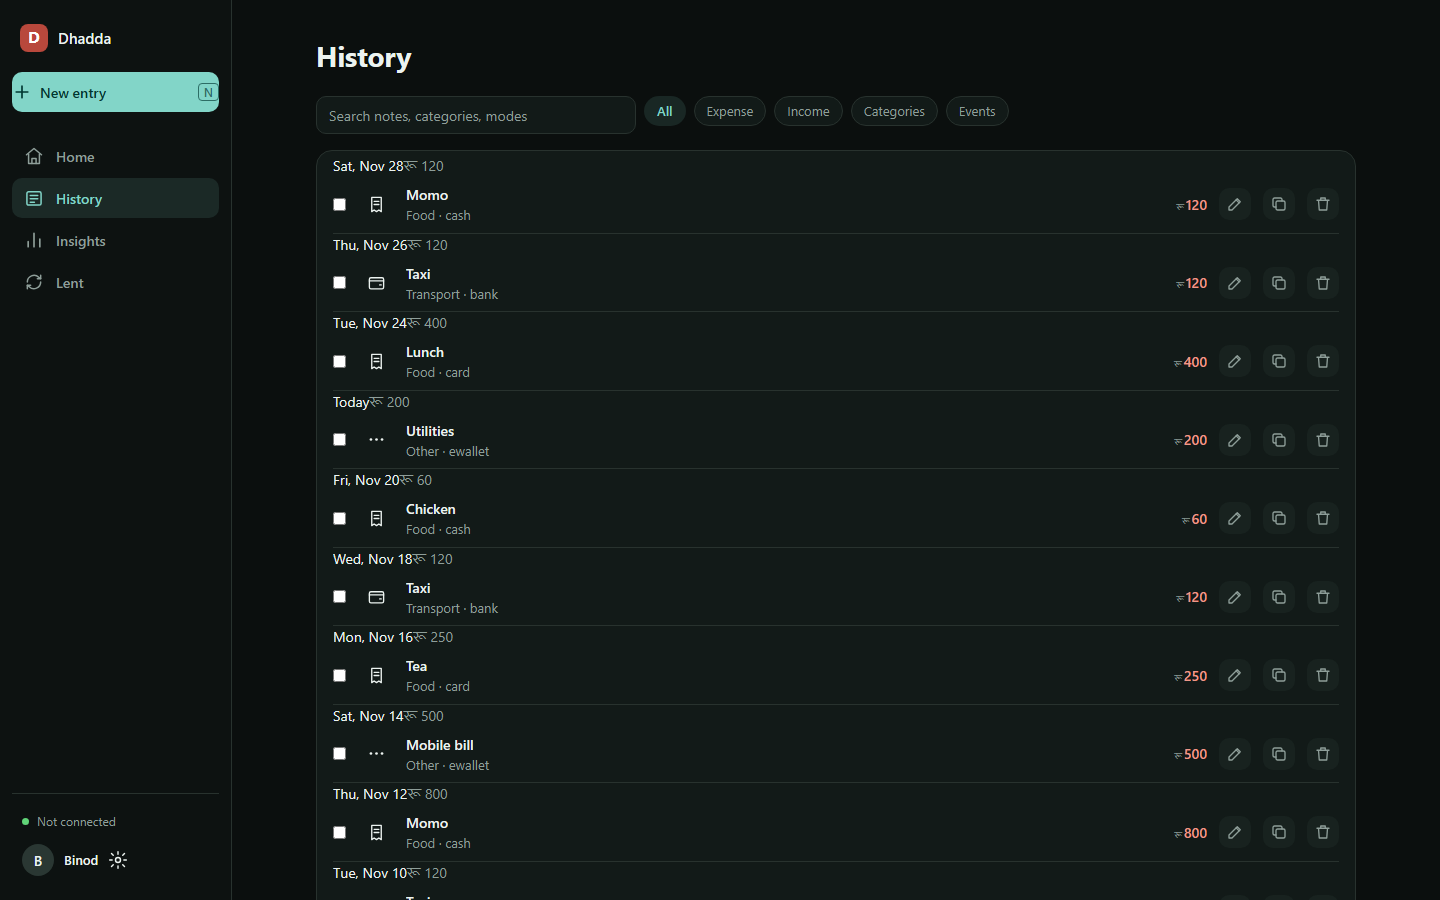 D Dhadda
New entry N
Home
History
Insights
Lent
Not connected
B Binod
History
Search notes, categories, modes
All Expense Income Categories Events
Sat, Nov 28रू 120
Momo
Food · cash
रू 120
Thu, Nov 26रू 120
Taxi
Transport · bank
रू 120
Tue, Nov 24रू 400
Lunch
Food · card
रू 400
Todayरू 200
Utilities
Other · ewallet
रू 200
Fri, Nov 20रू 60
Chicken
Food · cash
रू 60
Wed, Nov 18रू 120
Taxi
Transport · bank
रू 120
Mon, Nov 16रू 250
Tea
Food · card
रू 250
Sat, Nov 14रू 500
Mobile bill
Other · ewallet
रू 500
Thu, Nov 12रू 800
Momo
Food · cash
रू 800
Tue, Nov 10रू 120